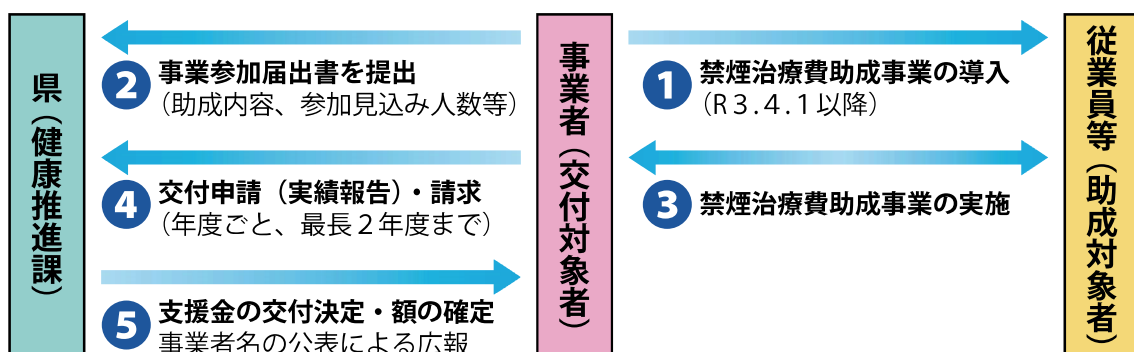 県（健康推進課）
2 事業参加届出書を提出
（助成内容、参加見込み人数等）
4 交付申請（実績報告）・請求
（年度ごと、最長２年度まで）
5 支援金の交付決定・額の確定
事業者名の公表による広報
事業者（交付対象者）
1 禁煙治療費助成事業の導入
（R３.４.１以降）
3 禁煙治療費助成事業の実施
従業員等（助成対象者）